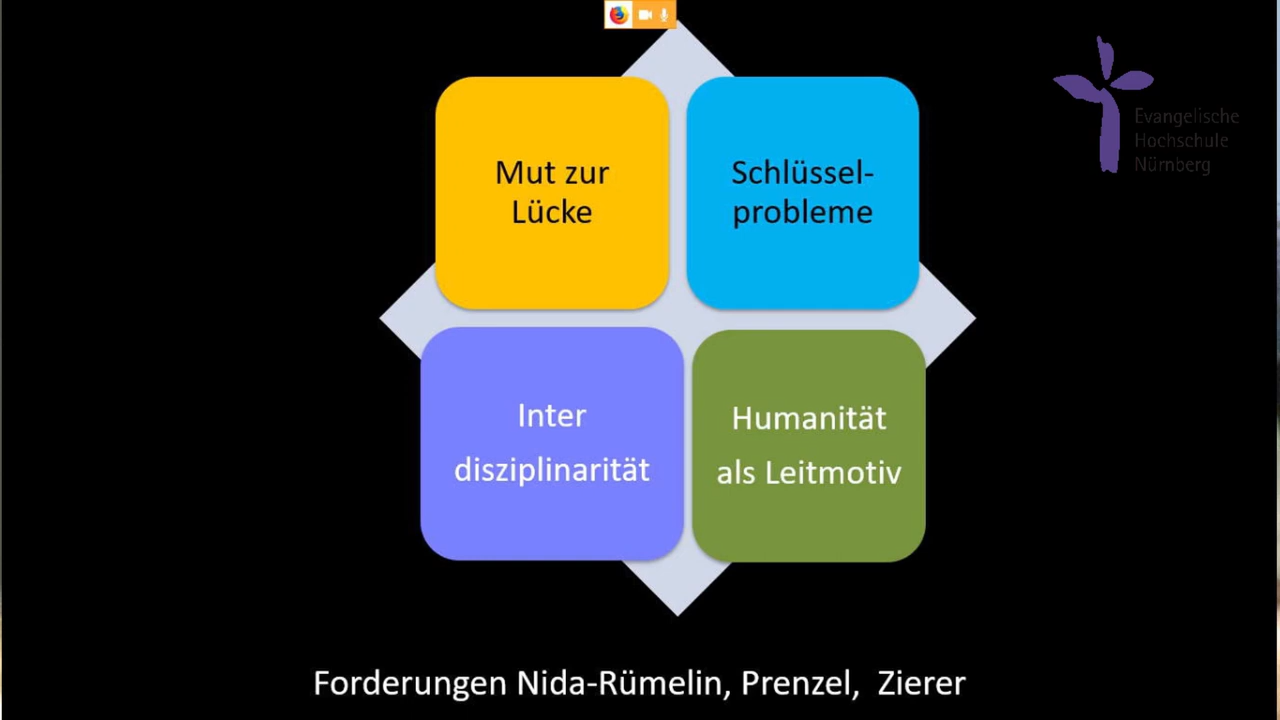 Mut zur
Lücke
Schlüssel-
probleme
Evangelische
Hochschule
Nürnberg
Inter
disziplinarität
Humanität
als Leitmotiv
Forderungen Nida-Rümelin, Prenzel,  Zierer